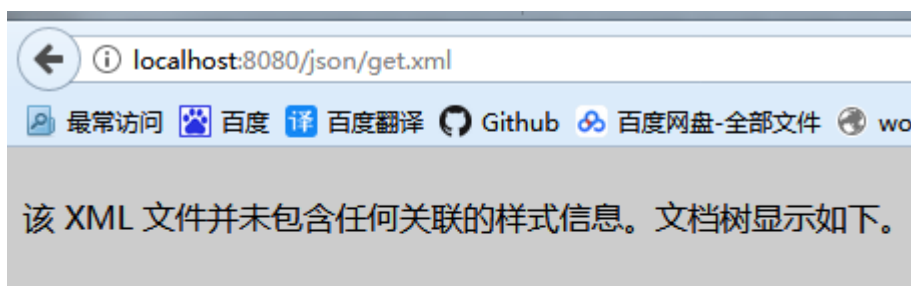 localhost:8080/json/get.xml
最常访问 百度 译 百度翻译 Github 百度网盘-全部文件 wo
该 XML 文件并未包含任何关联的样式信息。文档树显示如下。